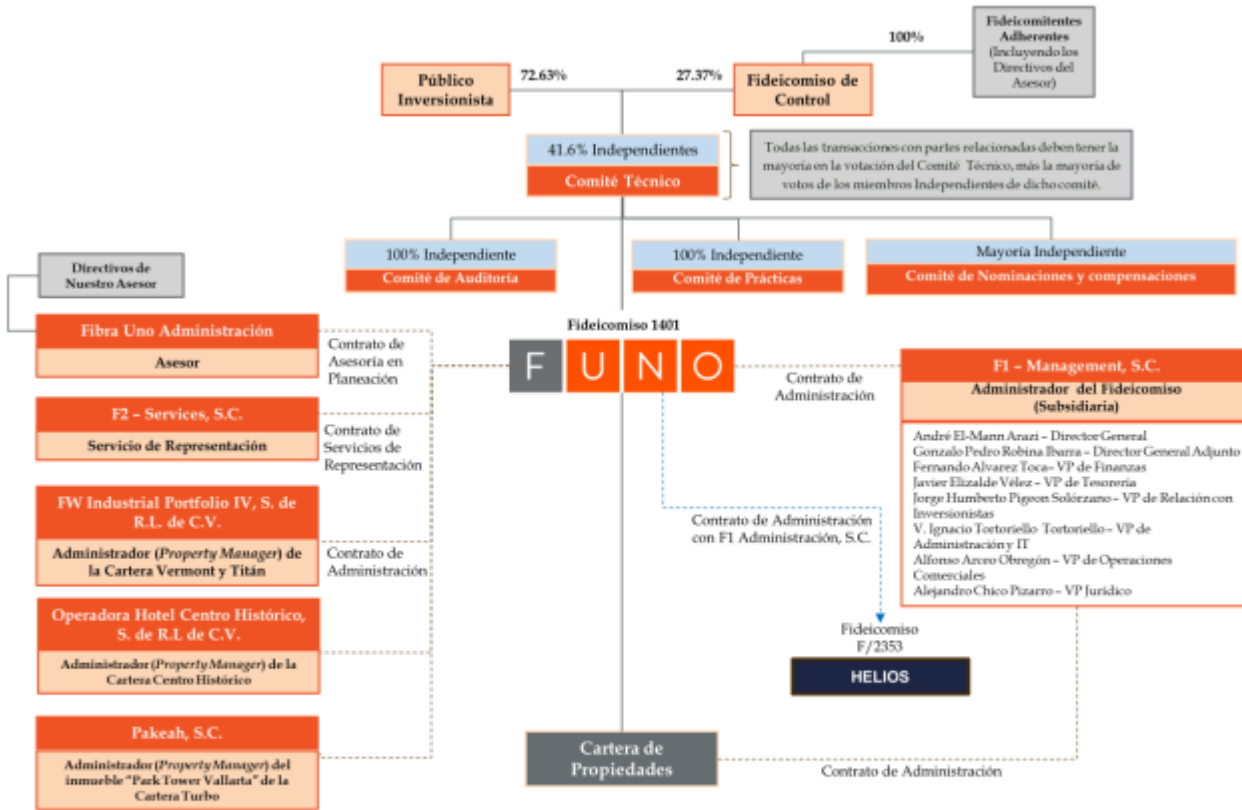 Fideicomitentes
Adherentes
(Incluyendo los
Directivos del
Asesor)
100%
Público
Inversionista
72.63%
27.37%
Fideicomiso de
Control
41.6% Independientes
Comité Técnico
Todas las transacciones con partes relacionadas deben tener la
mayoría en la votación del Comité Técnico, más la mayoría de
votos de los miembros Independientes de dicho comité.
100% Independiente
Comité de Auditoría
100% Independiente
Comité de Prácticas
Mayoría Independiente
Comité de Nominaciones y compensaciones
Directivos de
Nuestro Asesor
Fibra Uno Administración
Asesor
Contrato de
Asesoría en
Planeación
F2 – Services, S.C.
Servicio de Representación
Contrato de
Servicios de
Representación
FW Industrial Portfolio IV, S. de
R.L. de C.V.
Administrador (Property Manager) de
la Cartera Vermont y Titán
Contrato de
Administración
Operadora Hotel Centro Histórico,
S. de R.L de C.V.
Administrador (Property Manager) de la
Cartera Centro Histórico
Pakeah, S.C.
Administrador (Property Manager) del
inmueble "Park Tower Vallarta" de la
Cartera Turbo
Fideicomiso 1401
FUNO
Contrato de
Administración
F1 – Management, S.C.
Administrador del Fideicomiso
(Subsidiaria)
André El-Mann Arazi – Director General
Gonzalo Pedro Robina Ibarra – Director General Adjunto
Fernando Alvarez Toca– VP de Finanzas
Javier Elizalde Vélez – VP de Tesorería
Jorge Humberto Pigeon Solórzano – VP de Relación con
Inversionistas
V. Ignacio Tortoriello Tortoriello – VP de
Administración y IT
Alfonso Arceo Obregón – VP de Operaciones
Comerciales
Alejandro Chico Pizarro – VP Jurídico
Contrato de Administración
con F1 Administración, S.C.
Fideicomiso
F/2353
HELIOS
Cartera de
Propiedades
Contrato de Administración